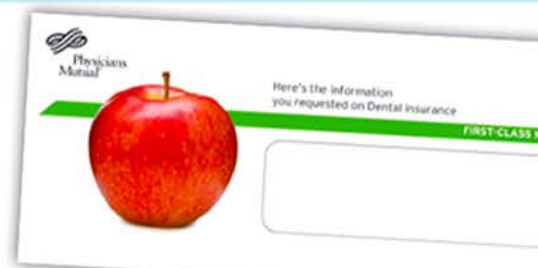 Physicians
Mutual®
Here's the information
you requested on Dental Insurance
FIRST-CLASS